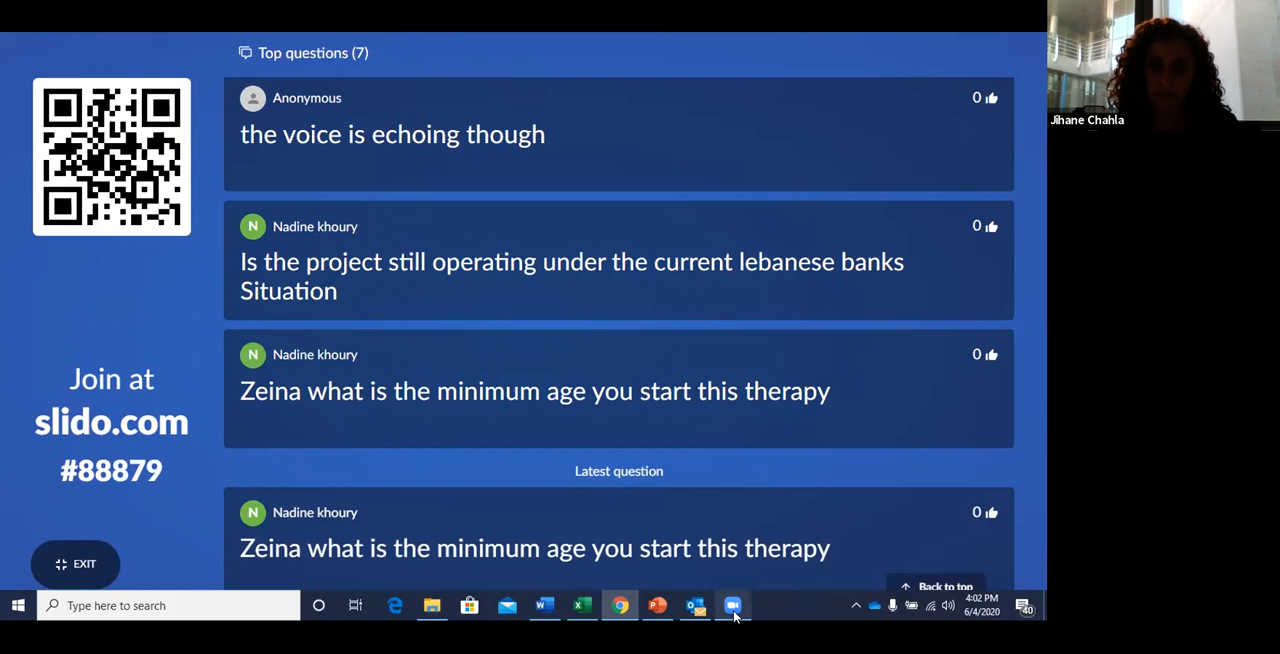 Top questions (7)
Anonymous
0
the voice is echoing though
N Nadine khoury
0
Is the project still operating under the current lebanese banks
Situation
N Nadine khoury
0
Zeina what is the minimum age you start this therapy
Latest question
N Nadine khoury
0
Zeina what is the minimum age you start this therapy
Back to top
Join at
slido.com
#88879
EXIT
Jihane Chahla
Type here to search
4:02 PM
6/4/2020
40